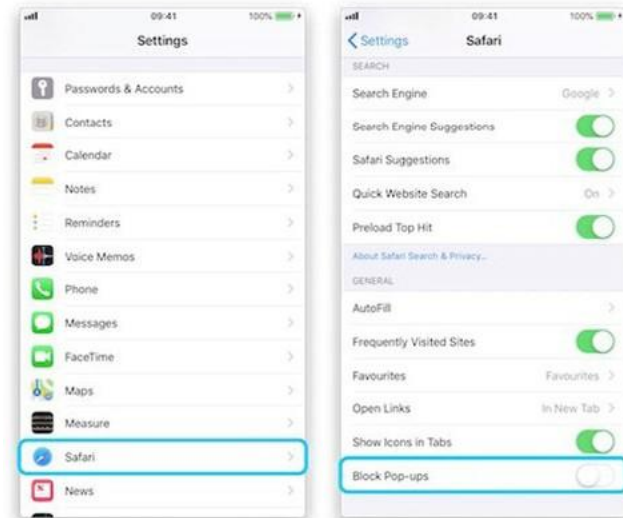 09:41
100%
Settings
Passwords & Accounts
Contacts
Calendar
Notes
Reminders
Voice Memos
Phone
Messages
FaceTime
Maps
Measure
Safari
News
09:41
100%
Settings
Safari
SEARCH
Search Engine Google
Search Engine Suggestions
Safari Suggestions
Quick Website Search On
Preload Top Hit
About Safari Search & Privacy...
GENERAL
AutoFill
Frequently Visited Sites
Favourites Favourites
Open Links In New Tab
Show Icons in Tabs
Block Pop-ups